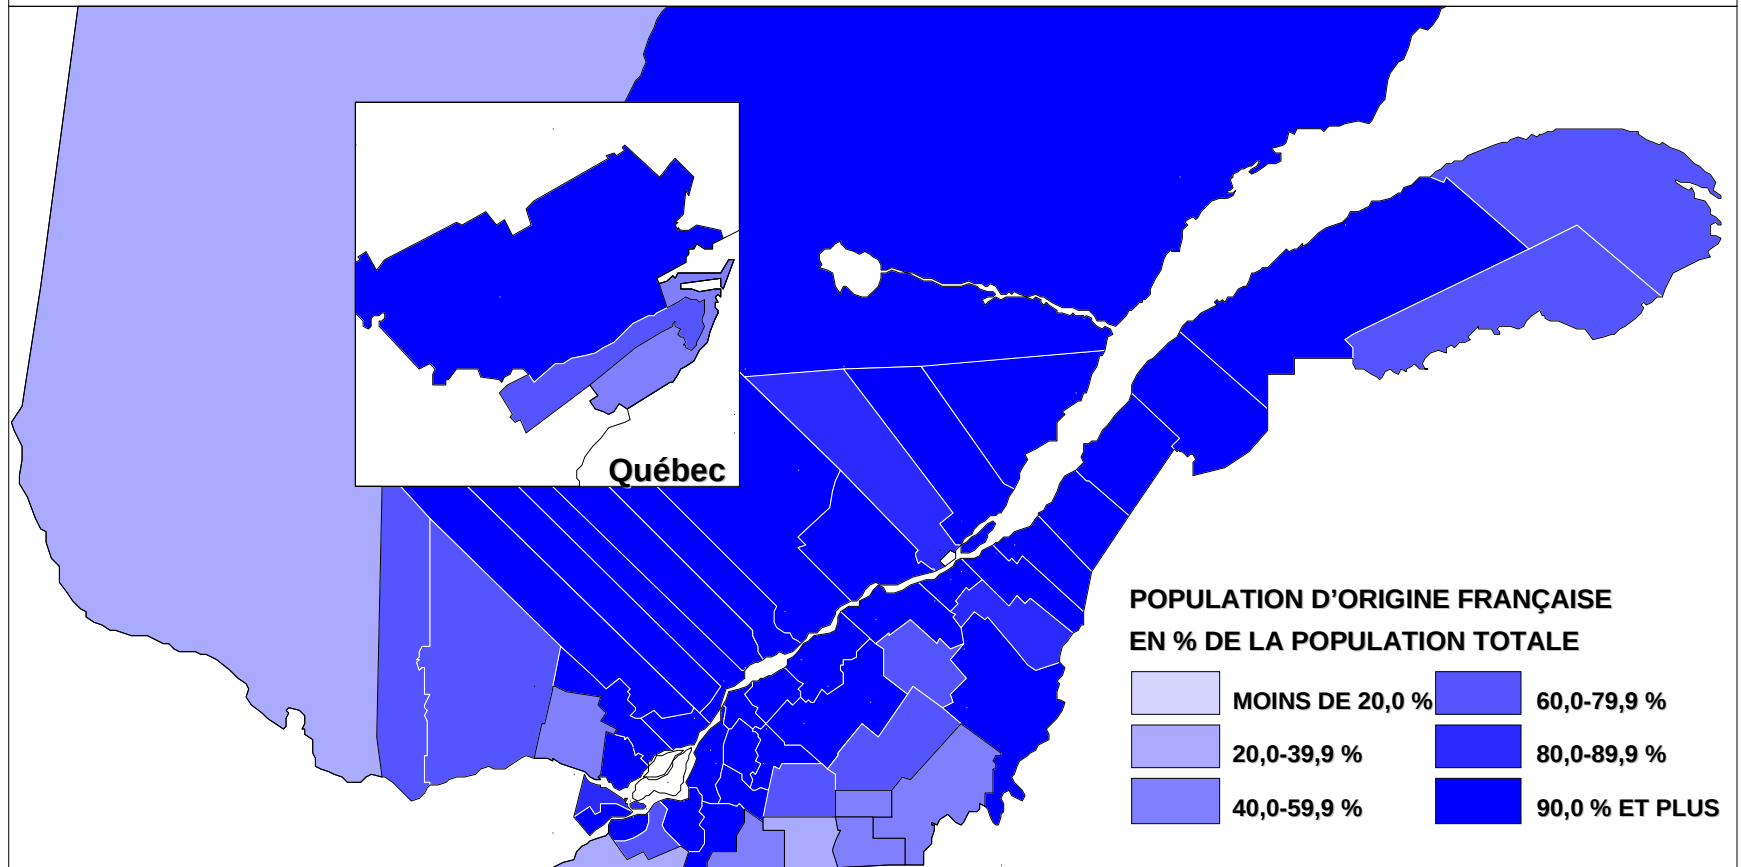 Québec
POPULATION D’ORIGINE FRANÇAISE
EN % DE LA POPULATION TOTALE
MOINS DE 20,0 %
60,0-79,9 %
20,0-39,9 %
80,0-89,9 %
40,0-59,9 %
90,0 % ET PLUS